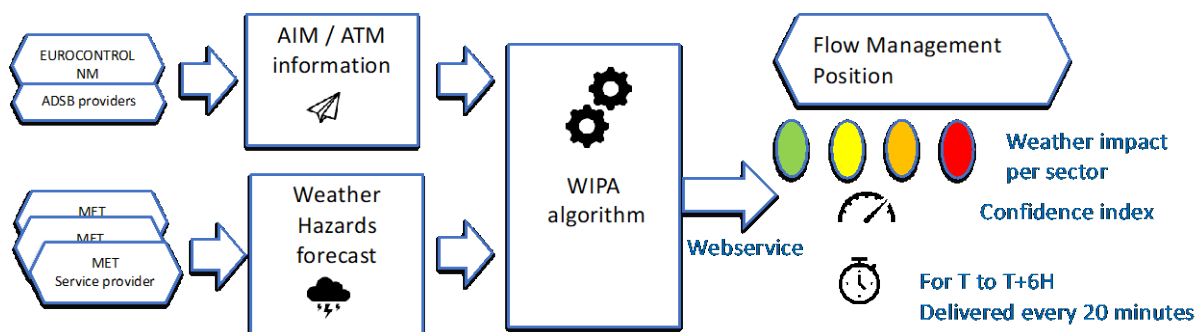 EUROCONTROL
NM
ADSB providers
AIM / ATM
information
MET
MET
MET
Service provider
Weather
Hazards
forecast
WIPA
algorithm
Webservice
Flow Management
Position
Weather impact
per sector
Confidence index
For T to T+6H
Delivered every 20 minutes